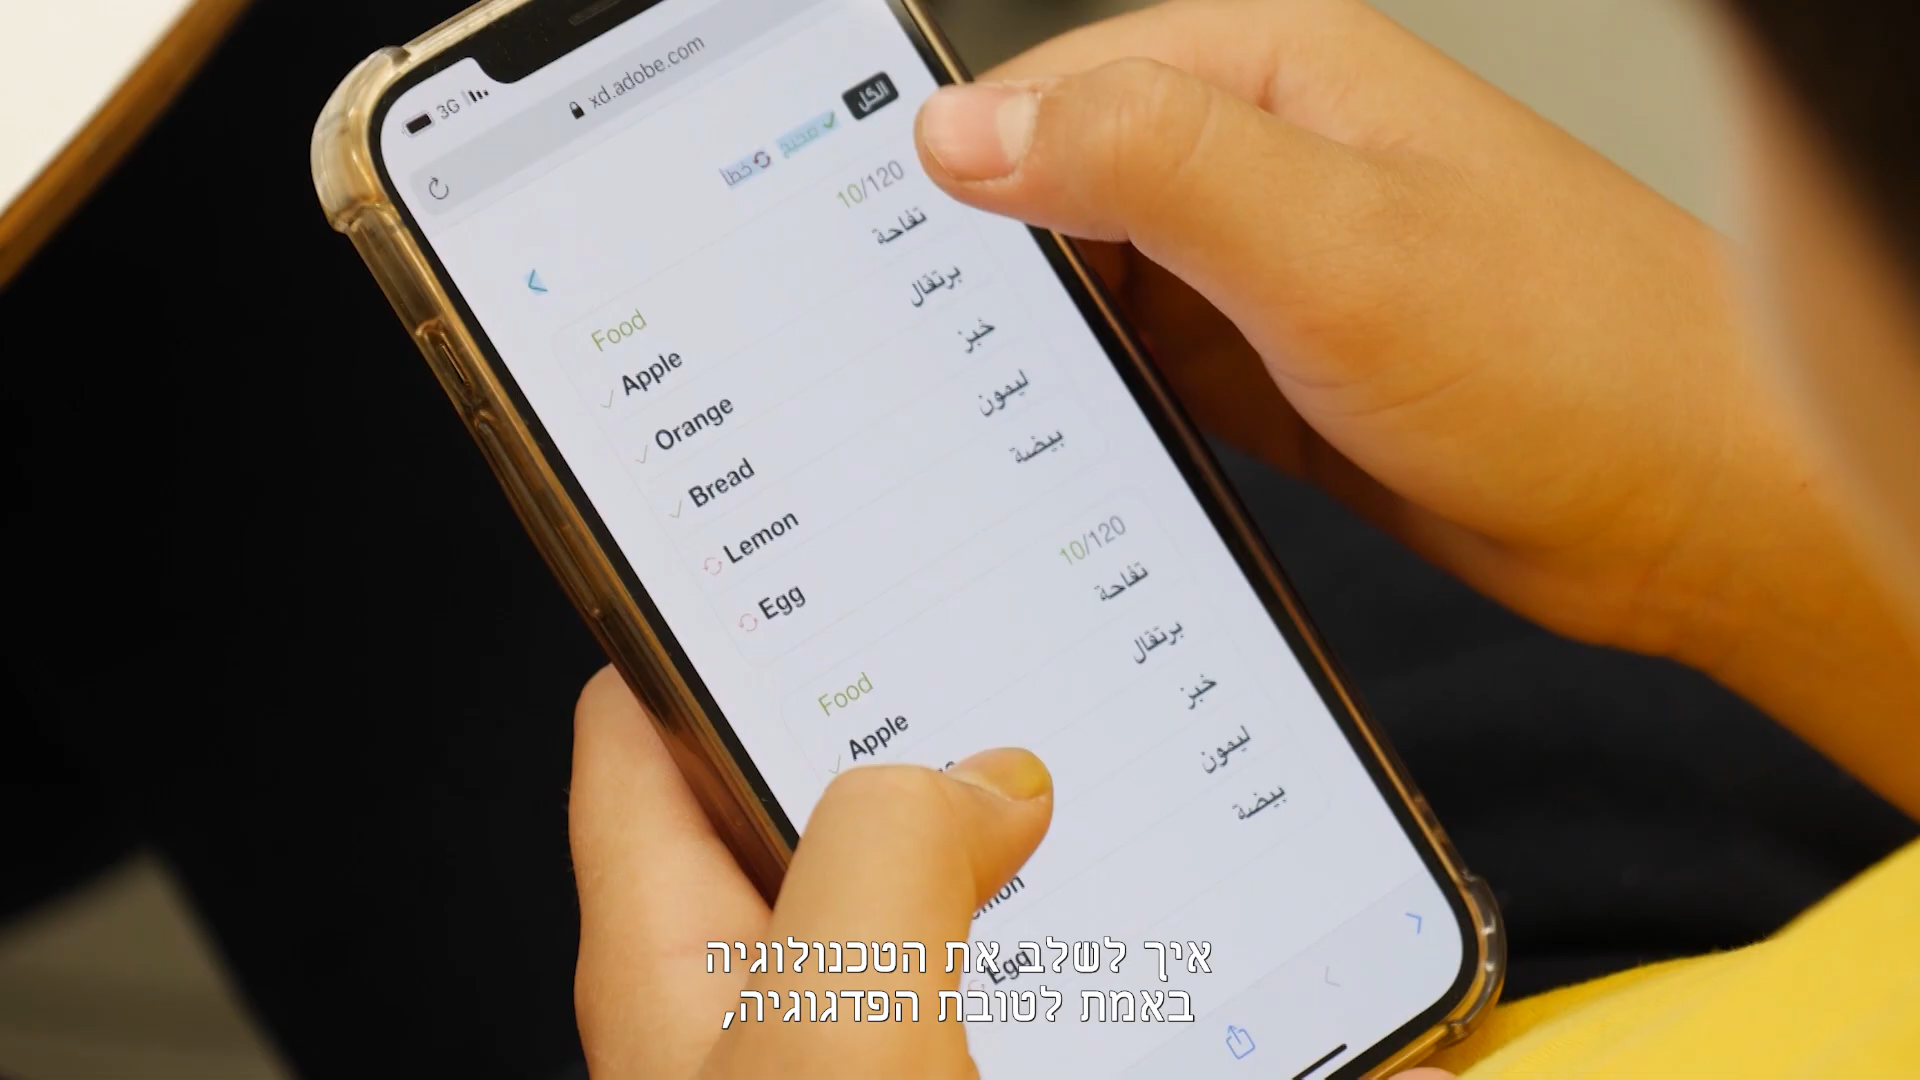 3G
xd.adobe.com
الكل
صحيح
خطأ
10/120
Food
Apple تفاحة
Orange برتقال
Bread خبز
Lemon ليمون
Egg بيضة
10/120
Food
Apple تفاحة
برتقال
خبز
ليمون
Egg بيضة
איך לשלב את הטכנולוגיה
באמת לטובת הפדגוגיה,